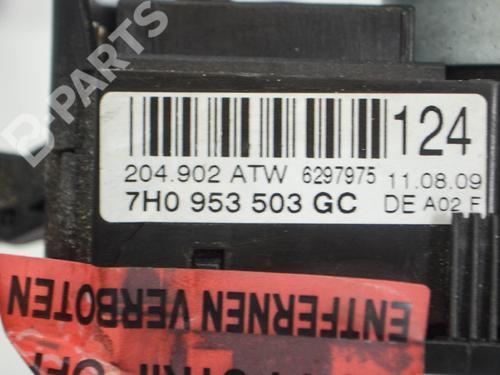 B-PARTS
124
204.902 ATW 6297975 11.08.09
7H0 953 503 GC DE A02 F
ENTFERNEN VERBOTEN